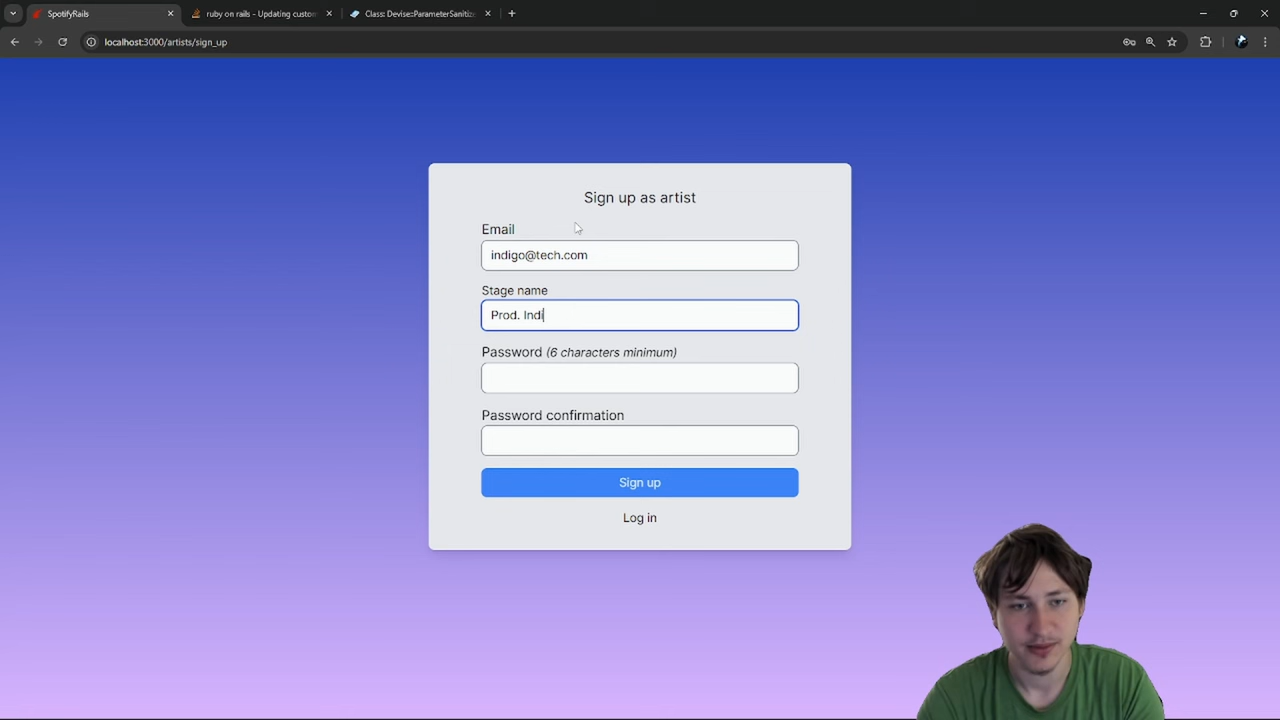 SpotifyRails
ruby on rails - Updating custo
Class: Devise::ParameterSanitiz
localhost:3000/artists/sign_up
Sign up as artist
Email
indigo@tech.com
Stage name
Prod. Indi
Password (6 characters minimum)
Password confirmation
Sign up
Log in